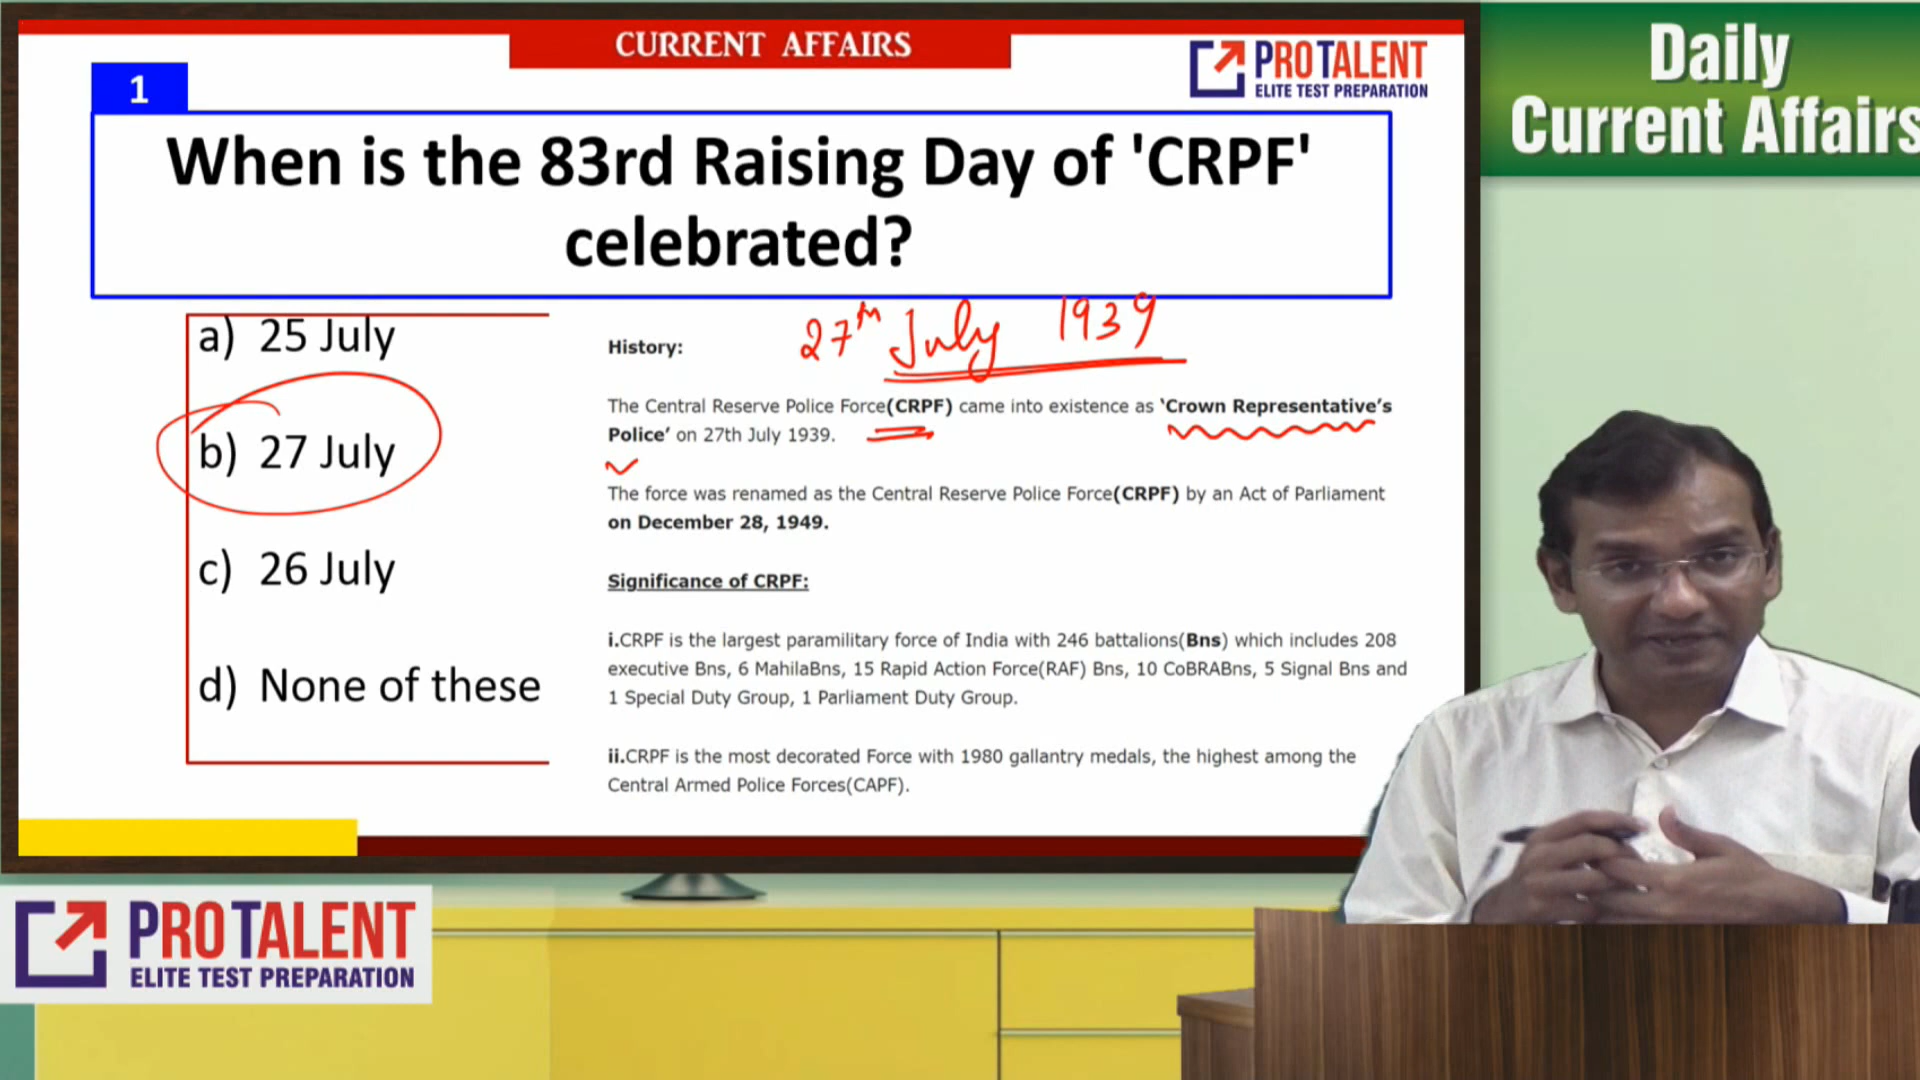 CURRENT AFFAIRS
PROTALENT
ELITE TEST PREPARATION
Daily
Current Affairs
1
When is the 83rd Raising Day of 'CRPF'
celebrated?
a) 25 July
b) 27 July
c) 26 July
d) None of these
27th July 1939
History:
The Central Reserve Police Force(CRPF) came into existence as ‘Crown Representative’s
Police’ on 27th July 1939.
The force was renamed as the Central Reserve Police Force(CRPF) by an Act of Parliament
on December 28, 1949.
Significance of CRPF:
i.CRPF is the largest paramilitary force of India with 246 battalions(Bns) which includes 208
executive Bns, 6 MahilaBns, 15 Rapid Action Force(RAF) Bns, 10 CoBRABns, 5 Signal Bns and
1 Special Duty Group, 1 Parliament Duty Group.
ii.CRPF is the most decorated Force with 1980 gallantry medals, the highest among the
Central Armed Police Forces(CAPF).
PROTALENT
ELITE TEST PREPARATION